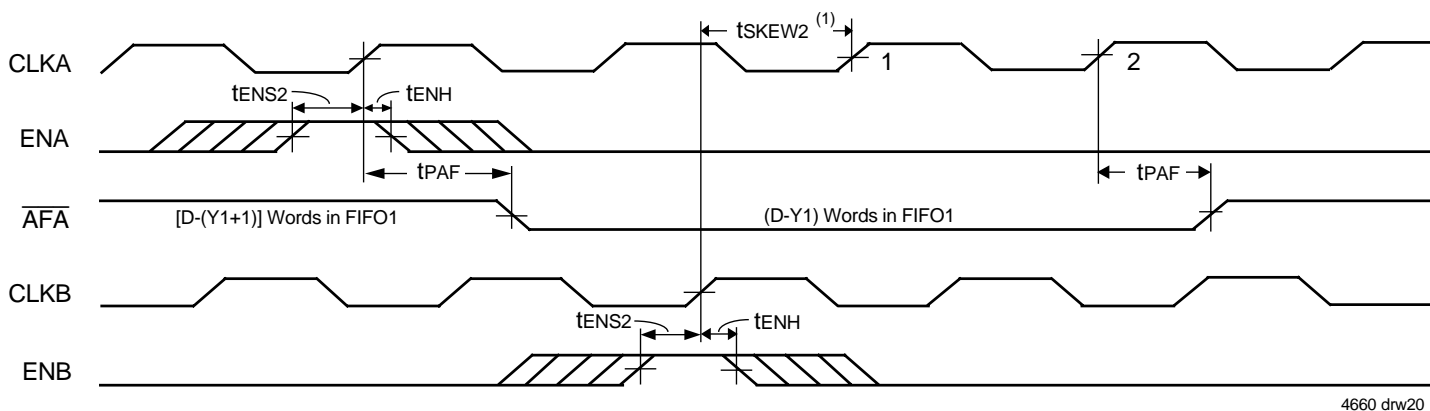 tSKEW2 (1)
CLKA
1
2
tENS2
tENH
ENA
tPAF
tPAF
AFA
[D-(Y1+1)] Words in FIFO1
(D-Y1) Words in FIFO1
CLKB
tENS2
tENH
ENB
4660 drw20